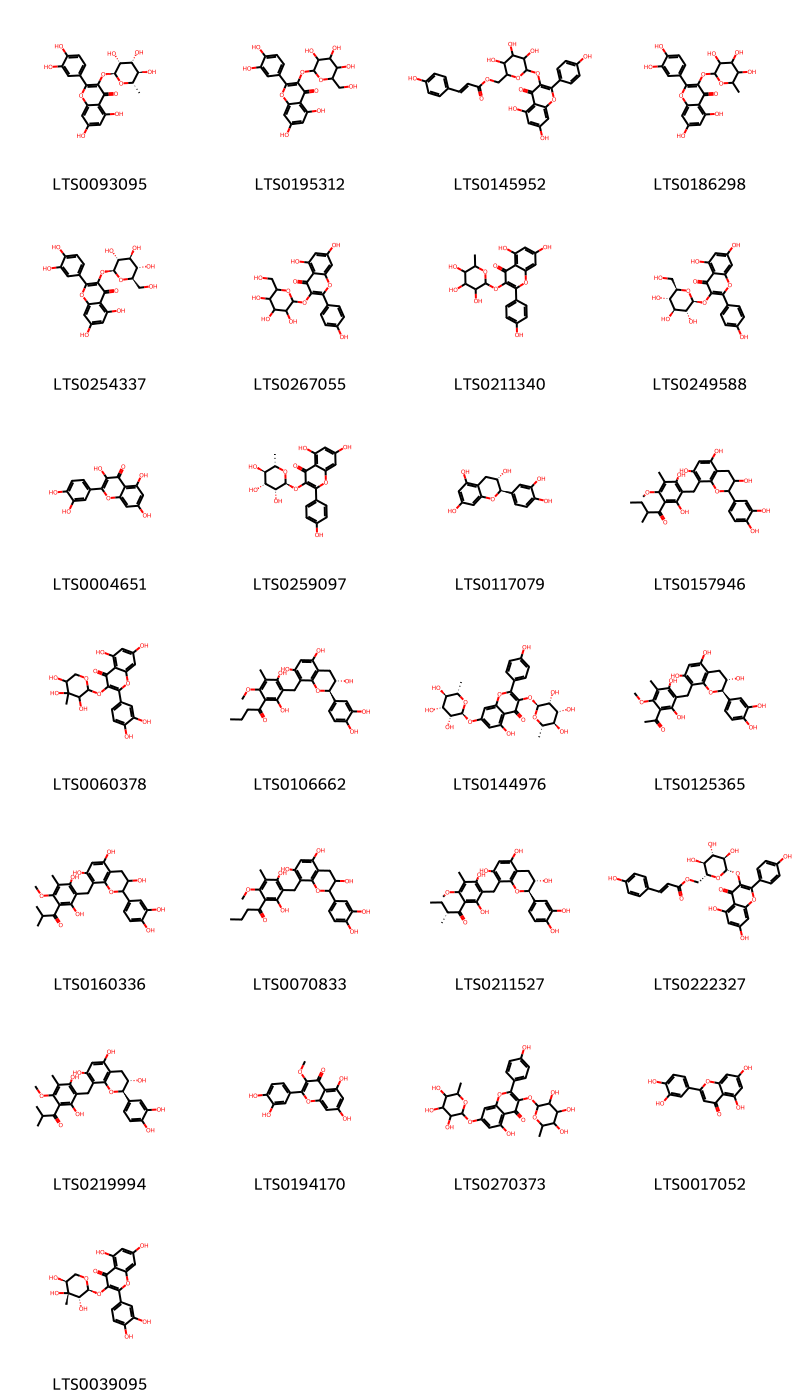 LTS0093095 LTS0195312 LTS0145952 LTS0186298
LTS0254337 LTS0267055 LTS0211340 LTS0249588
LTS0004651 LTS0259097 LTS0117079 LTS0157946
LTS0060378 LTS0106662 LTS0144976 LTS0125365
LTS0160336 LTS0070833 LTS0211527 LTS0222327
LTS0219994 LTS0194170 LTS0270373 LTS0017052
LTS0039095